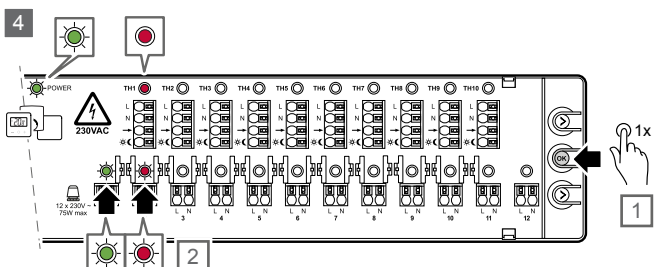 4
POWER
TH1 TH2 TH3 TH4 TH5 TH6 TH7 TH8 TH9 TH10
L
N
230VAC
1x
OK
12 x 230V ~
75W max
L N L N L N L N L N L N L N L N L N L N
3 4 5 6 7 8 9 10 11 12
1
2